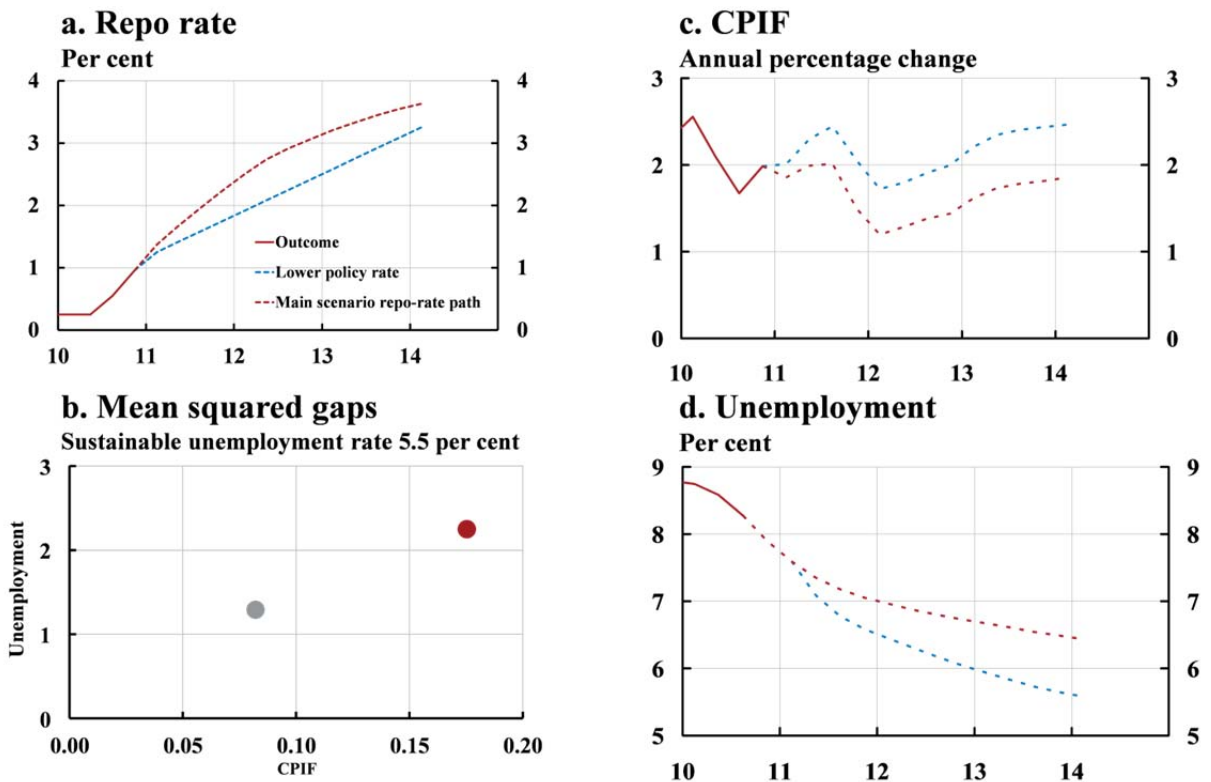 a. Repo rate
Per cent
4 4
3 3
2 2
1 1
0 0
10 11 12 13 14
Outcome
Lower policy rate
Main scenario repo-rate path
c. CPIF
Annual percentage change
3 3
2 2
1 1
0 0
10 11 12 13 14
b. Mean squared gaps
Sustainable unemployment rate 5.5 per cent
Unemployment
3
2
1
0
0.00 0.05 0.10 0.15 0.20
CPIF
d. Unemployment
Per cent
9 9
8 8
7 7
6 6
5 5
10 11 12 13 14